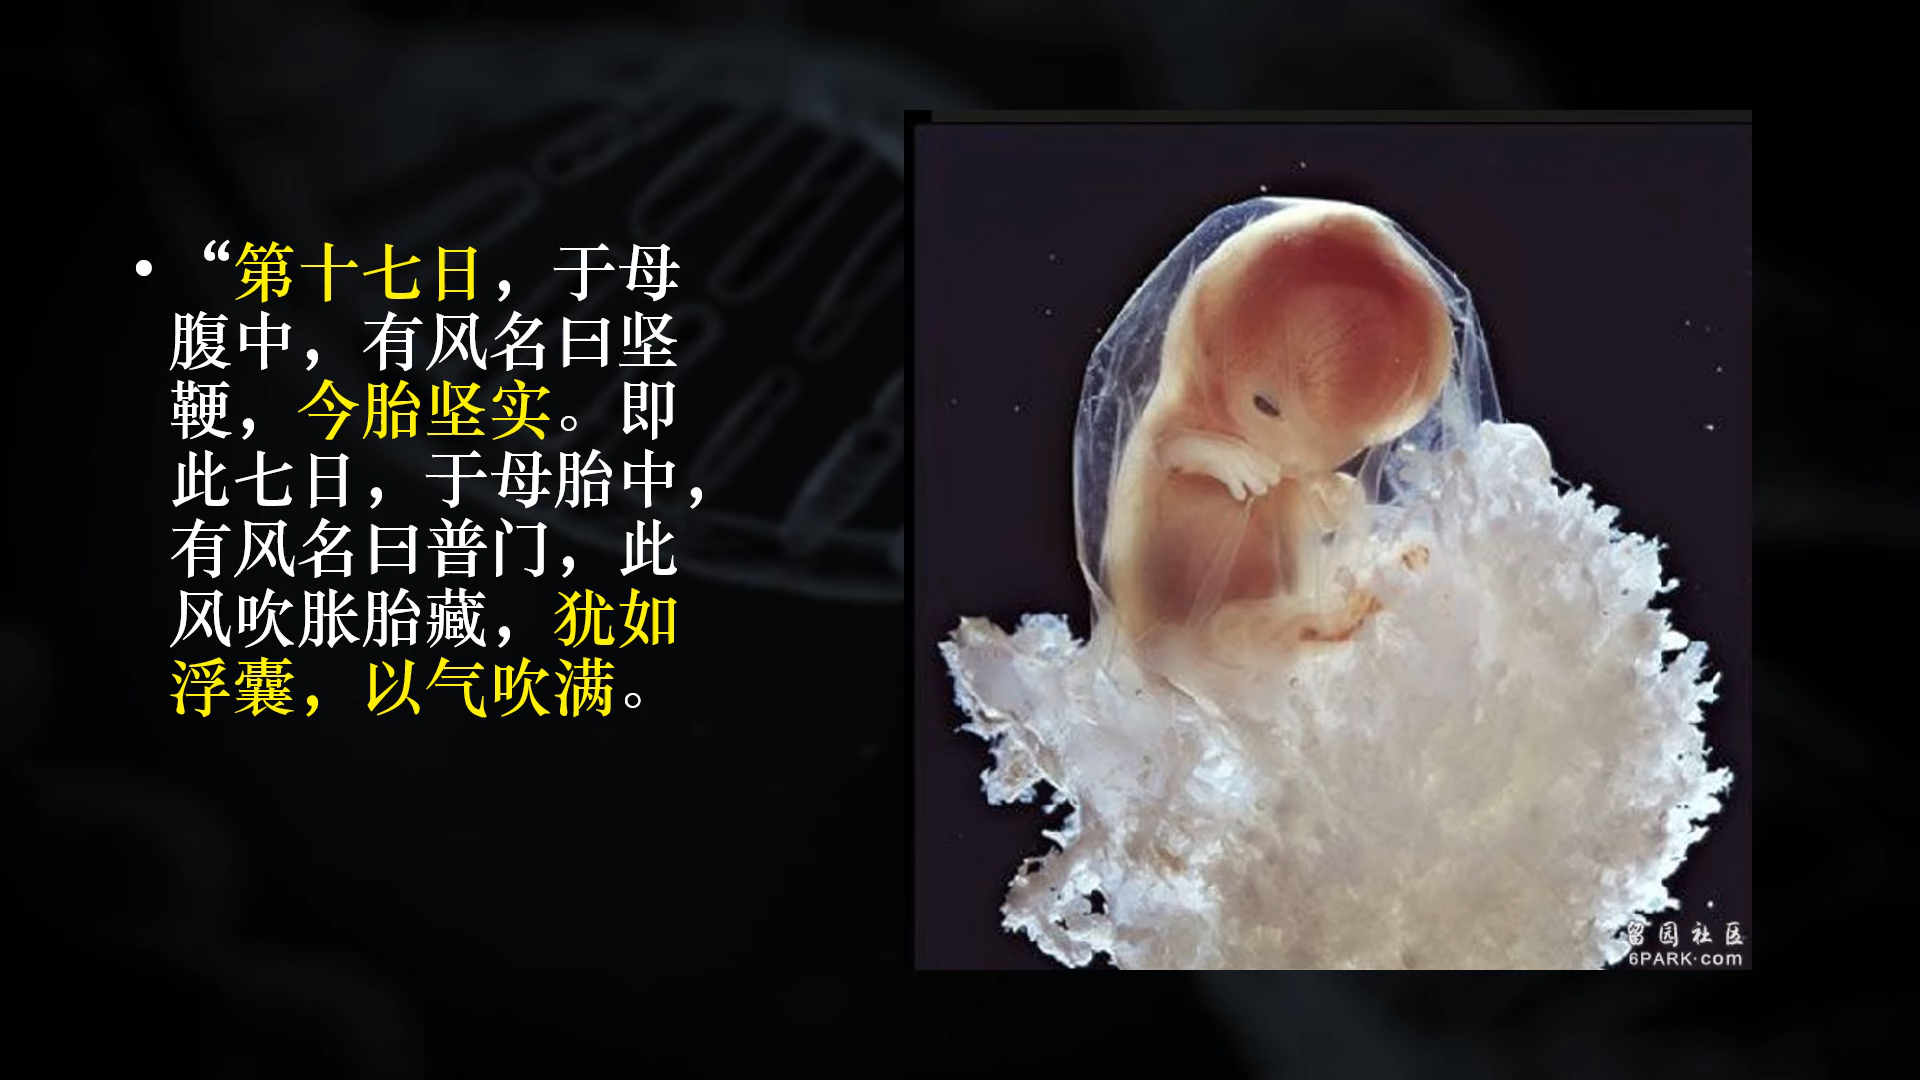 • “第十七日，于母
腹中，有风名曰坚
鞕，今胎坚实。即
此七日，于母胎中，
有风名曰普门，此
风吹胀胎藏，犹如
浮囊，以气吹满。
留园社区
6PARK.com